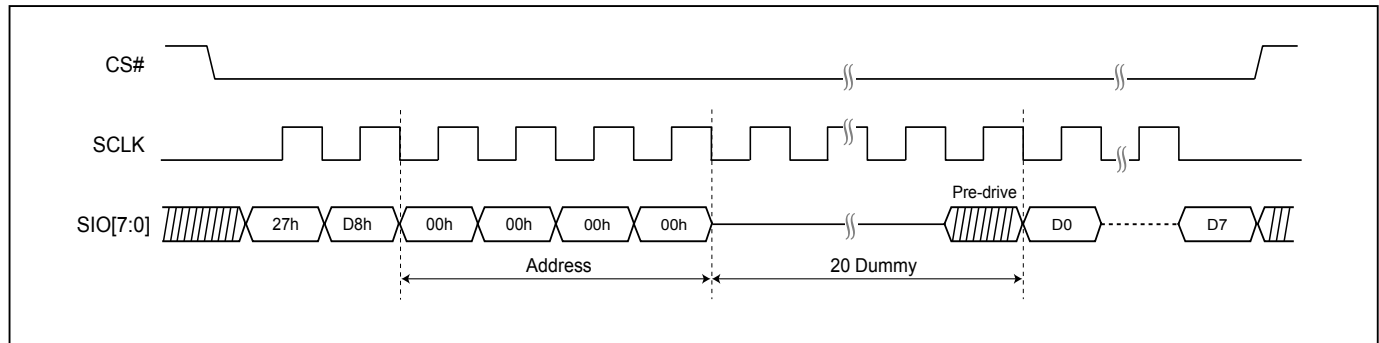 CS#
SCLK
Pre-drive
SIO[7:0] 27h D8h 00h 00h 00h 00h D0 D7
Address 20 Dummy